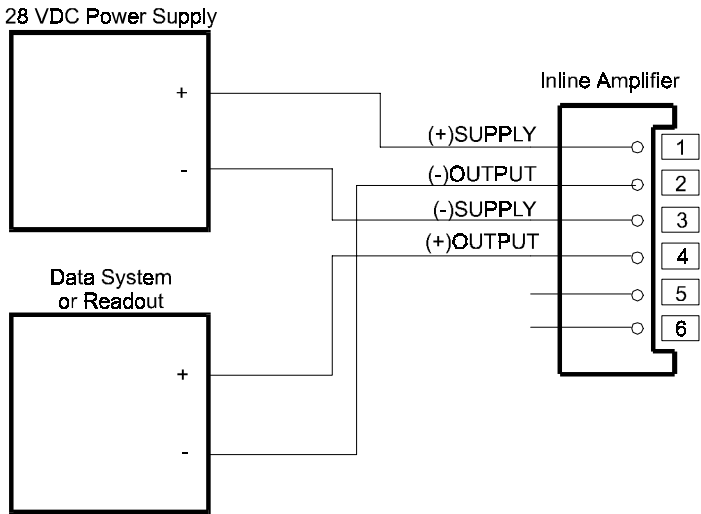 28 VDC Power Supply
+
-
Inline Amplifier
(+)SUPPLY
1
(-)OUTPUT
2
(-)SUPPLY
3
(+)OUTPUT
4
5
6
Data System
or Readout
+
-